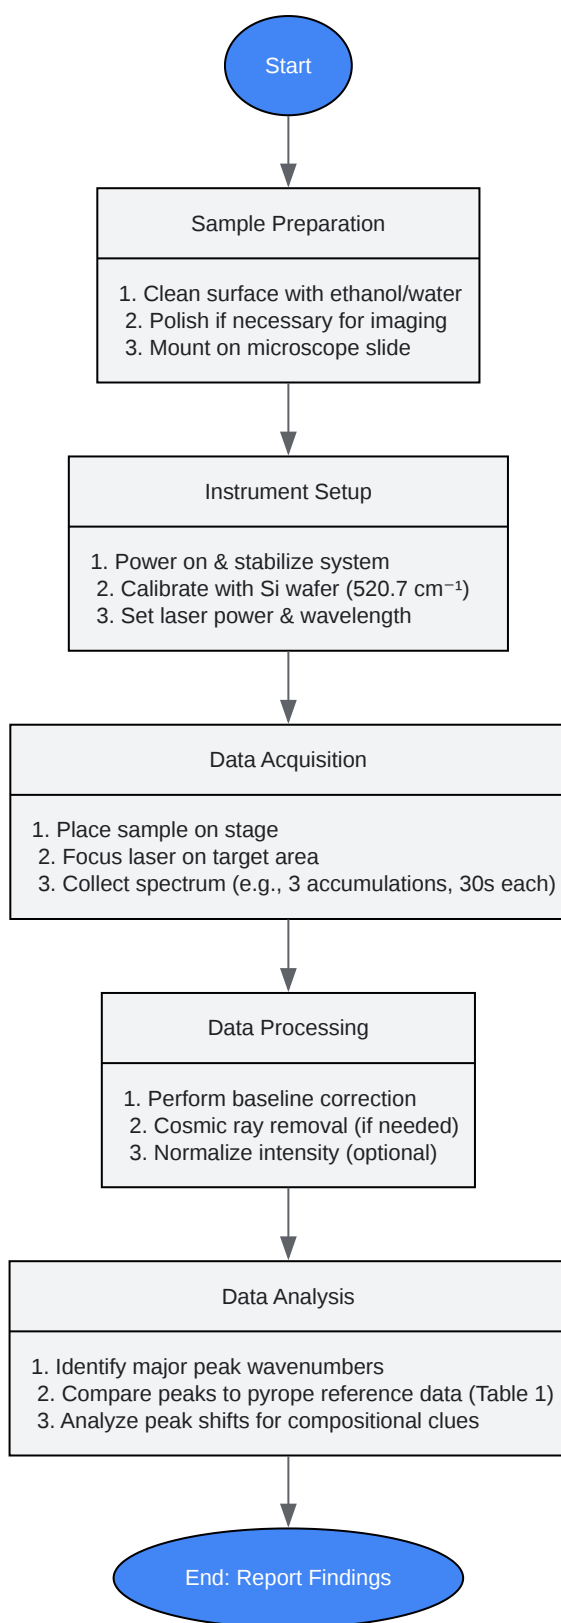 Start
Sample Preparation
1. Clean surface with ethanol/water
2. Polish if necessary for imaging
3. Mount on microscope slide
Instrument Setup
1. Power on & stabilize system
2. Calibrate with Si wafer (520.7 cm⁻¹)
3. Set laser power & wavelength
Data Acquisition
1. Place sample on stage
2. Focus laser on target area
3. Collect spectrum (e.g., 3 accumulations, 30s each)
Data Processing
1. Perform baseline correction
2. Cosmic ray removal (if needed)
3. Normalize intensity (optional)
Data Analysis
1. Identify major peak wavenumbers
2. Compare peaks to pyrope reference data (Table 1)
3. Analyze peak shifts for compositional clues
End: Report Findings